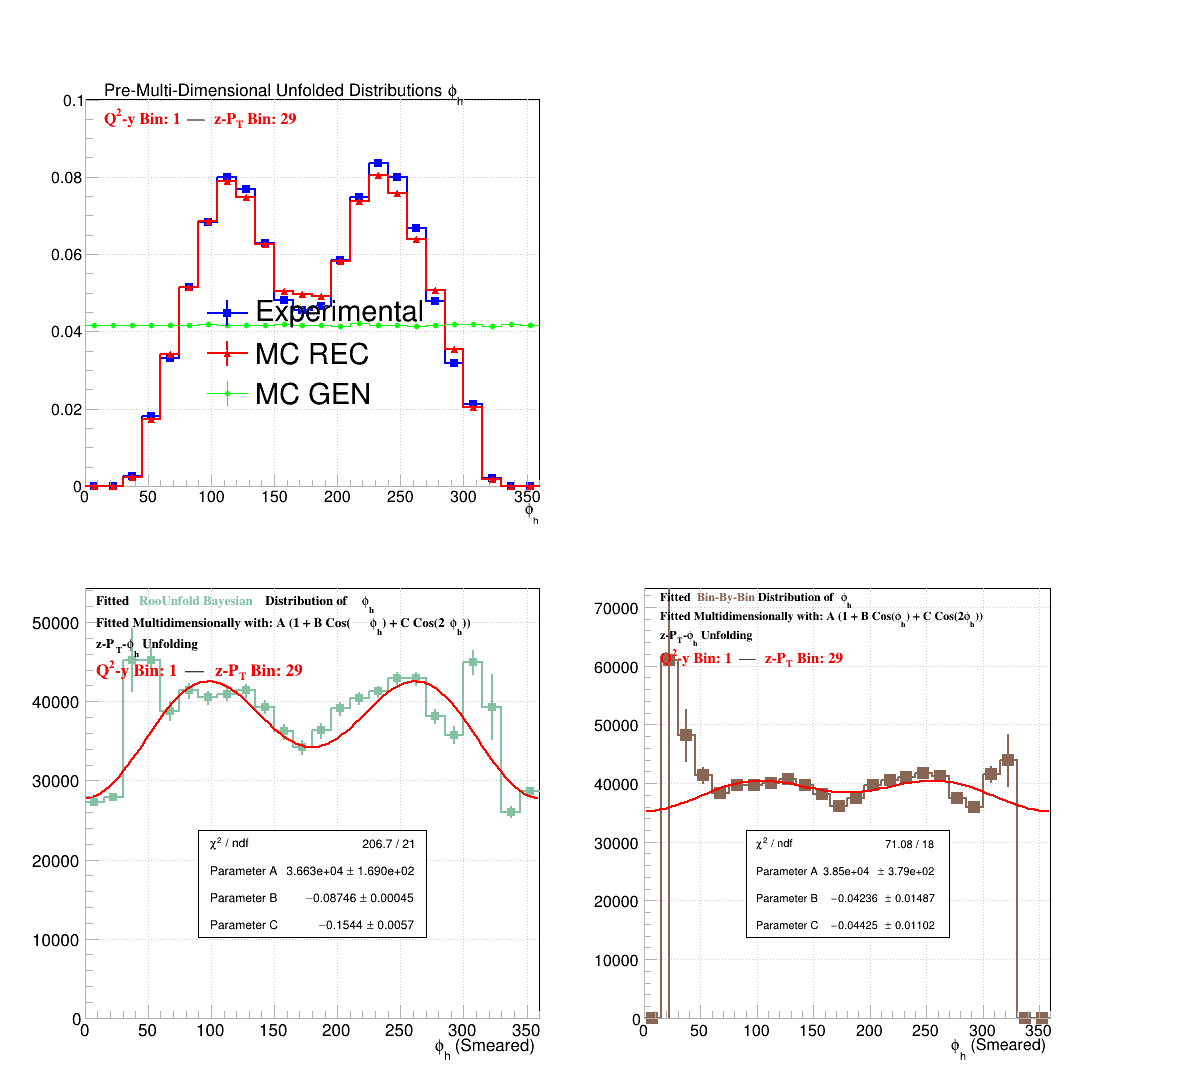 Pre-Multi-Dimensional Unfolded Distributions ϕh
0.1
Q2-y Bin: 1 — z-PT Bin: 29
0.08
0.06
0.04
0.02
0
Experimental
MC REC
MC GEN
0 50 100 150 200 250 300 350
ϕh
Fitted RooUnfold Bayesian Distribution of ϕh
Fitted Multidimensionally with: A (1 + B Cos( ϕh) + C Cos(2 ϕh))
z-PT-ϕh Unfolding
Q2-y Bin: 1 — z-PT Bin: 29
50000
40000
30000
20000
10000
0
χ2 / ndf 206.7 / 21
Parameter A 3.663e+04 ± 1.690e+02
Parameter B −0.08746 ± 0.00045
Parameter C −0.1544 ± 0.0057
0 50 100 150 200 250 300 350
ϕh (Smeared)
Fitted Bin-By-Bin Distribution of ϕh
Fitted Multidimensionally with: A (1 + B Cos(ϕh) + C Cos(2ϕh))
z-PT-ϕh Unfolding
Q2-y Bin: 1 — z-PT Bin: 29
70000
60000
50000
40000
30000
20000
10000
0
χ2 / ndf 71.08 / 18
Parameter A 3.85e+04 ± 3.79e+02
Parameter B −0.04236 ± 0.01487
Parameter C −0.04425 ± 0.01102
0 50 100 150 200 250 300 350
ϕh (Smeared)